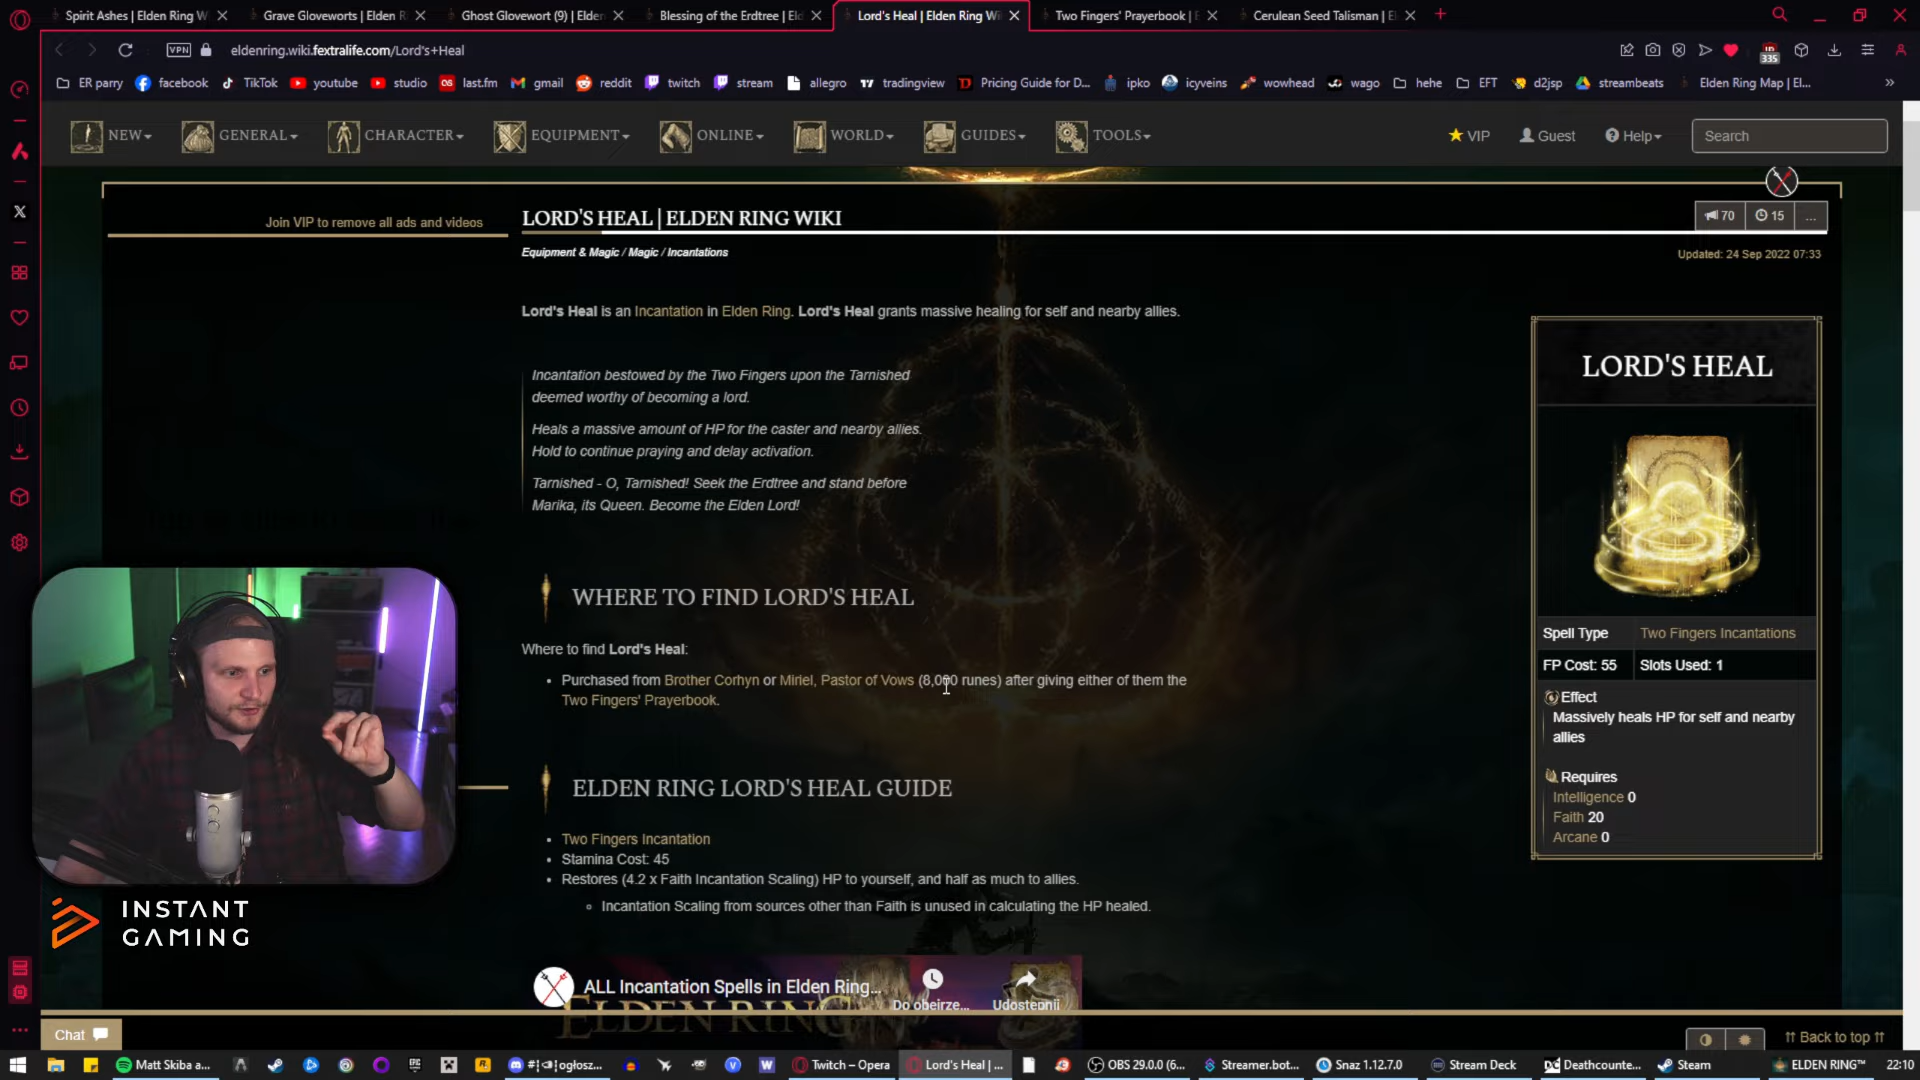 Spirit Ashes | Elden Ring W
Grave Gloveworts | Elden R
Ghost Glovewort (9) | Elden
Blessing of the Erdtree | Eld
Lord's Heal | Elden Ring Wi
Two Fingers' Prayerbook | E
Cerulean Seed Talisman | El
VPN
eldenring.wiki.fextralife.com/Lord's+Heal
335
ER parry
facebook
TikTok
youtube
studio
last.fm
gmail
reddit
twitch
stream
allegro
tradingview
Pricing Guide for D...
ipko
icyveins
wowhead
wago
hehe
EFT
d2jsp
streambeats
Elden Ring Map | El...
NEW
GENERAL
CHARACTER
EQUIPMENT
ONLINE
WORLD
GUIDES
TOOLS
VIP
Guest
Help
Search
Join VIP to remove all ads and videos
LORD'S HEAL | ELDEN RING WIKI
70
15
...
Equipment & Magic / Magic / Incantations
Updated: 24 Sep 2022 07:33
Lord's Heal is an Incantation in Elden Ring. Lord's Heal grants massive healing for self and nearby allies.
Incantation bestowed by the Two Fingers upon the Tarnished
deemed worthy of becoming a lord.
Heals a massive amount of HP for the caster and nearby allies.
Hold to continue praying and delay activation.
Tarnished - O, Tarnished! Seek the Erdtree and stand before
Marika, its Queen. Become the Elden Lord!
WHERE TO FIND LORD'S HEAL
Where to find Lord's Heal:
Purchased from Brother Corhyn or Miriel, Pastor of Vows (8,000 runes) after giving either of them the
Two Fingers' Prayerbook.
ELDEN RING LORD'S HEAL GUIDE
Two Fingers Incantation
Stamina Cost: 45
Restores (4.2 x Faith Incantation Scaling) HP to yourself, and half as much to allies.
Incantation Scaling from sources other than Faith is unused in calculating the HP healed.
ALL Incantation Spells in Elden Ring...
Do obejrze...
Udostępnij
ELDEN RING
LORD'S HEAL
Spell Type
Two Fingers Incantations
FP Cost: 55
Slots Used: 1
Effect
Massively heals HP for self and nearby
allies
Requires
Intelligence 0
Faith 20
Arcane 0
INSTANT
GAMING
Chat
Back to top
Matt Skiba a...
Twitch – Opera
Lord's Heal | ...
OBS 29.0.0 (6...
Streamer.bot...
Snaz 1.12.7.0
Stream Deck
Deathcounte...
Steam
ELDEN RING™
22:10